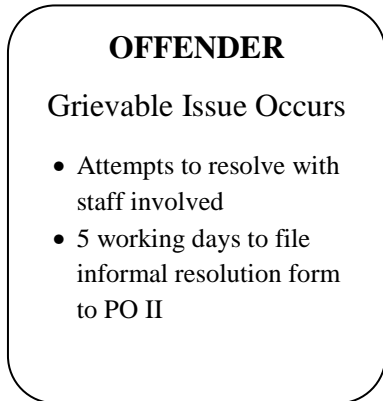 OFFENDER
Grievable Issue Occurs
• Attempts to resolve with
staff involved
• 5 working days to file
informal resolution form
to PO II